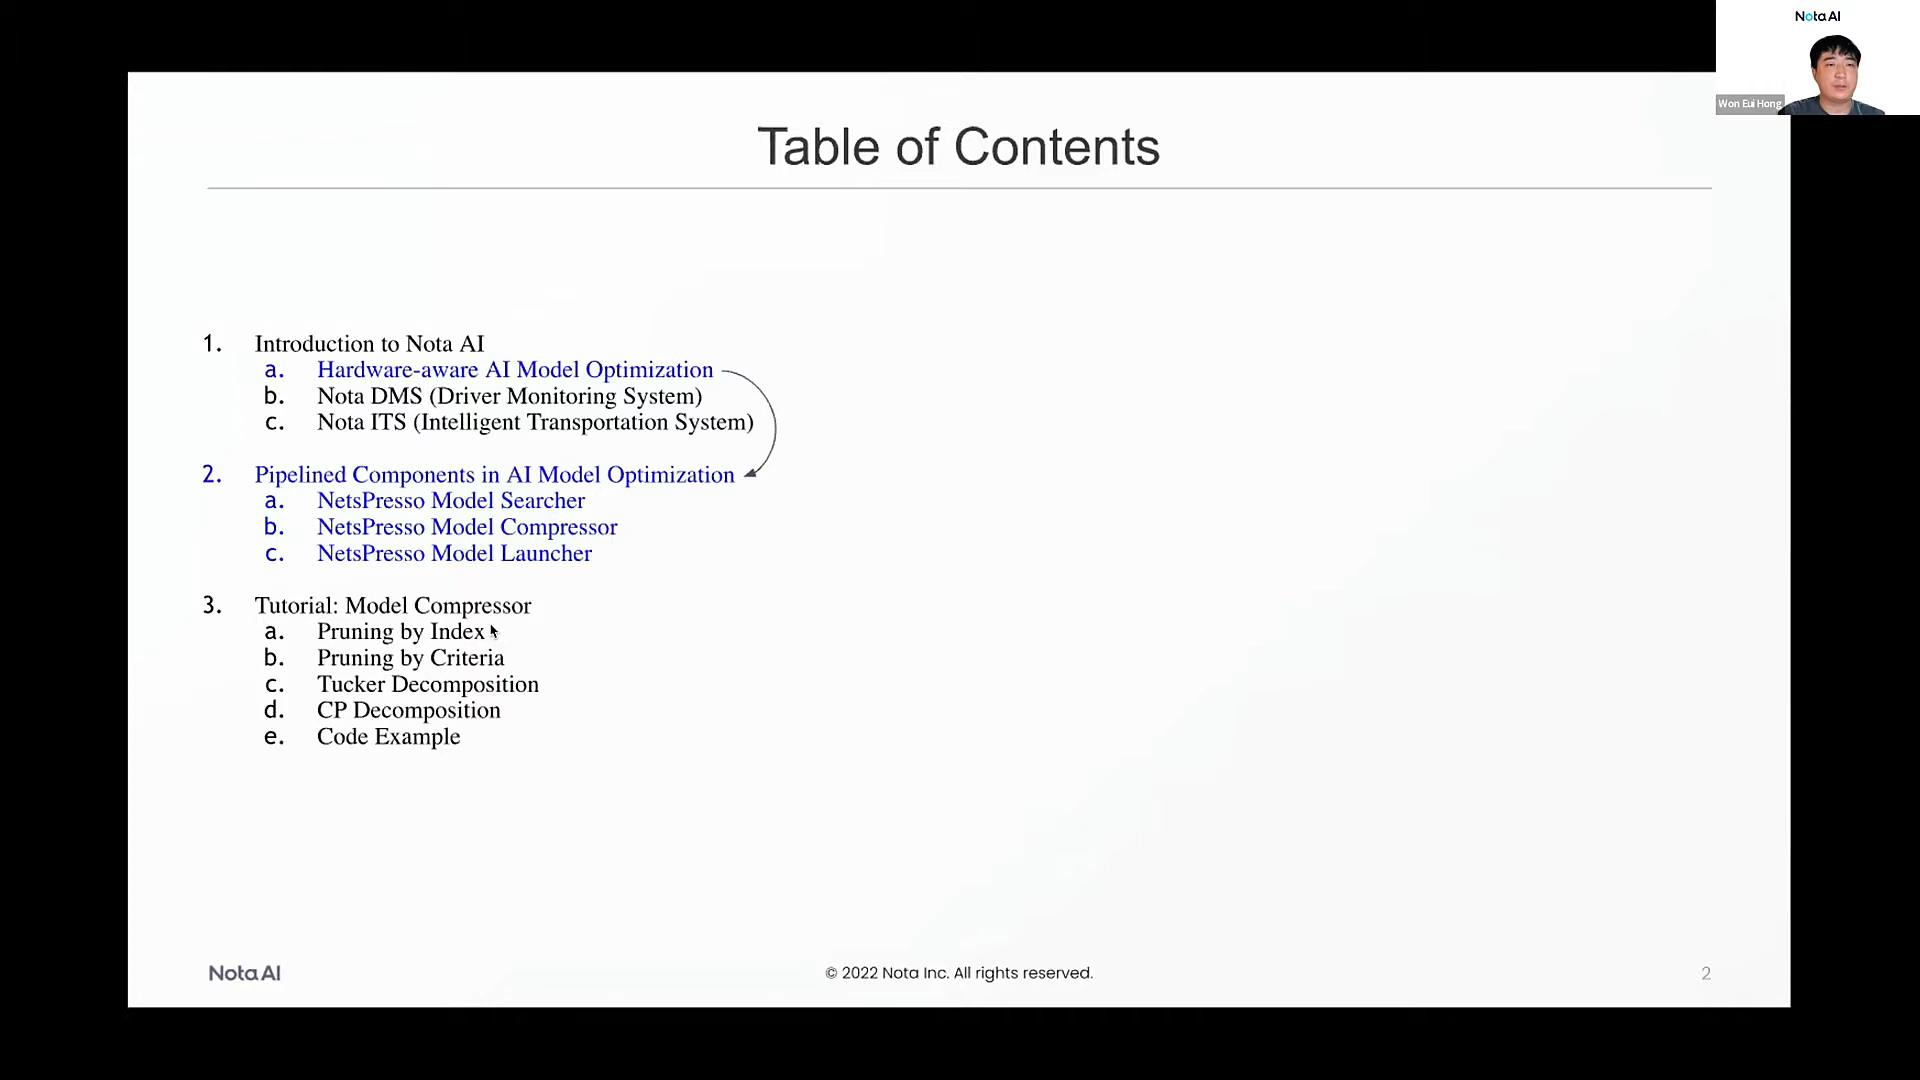 Nota AI
Won Eui Hong
Table of Contents
1. Introduction to Nota AI
a. Hardware-aware AI Model Optimization
b. Nota DMS (Driver Monitoring System)
c. Nota ITS (Intelligent Transportation System)
2. Pipelined Components in AI Model Optimization
a. NetsPresso Model Searcher
b. NetsPresso Model Compressor
c. NetsPresso Model Launcher
3. Tutorial: Model Compressor
a. Pruning by Index
b. Pruning by Criteria
c. Tucker Decomposition
d. CP Decomposition
e. Code Example
Nota AI
© 2022 Nota Inc. All rights reserved.
2